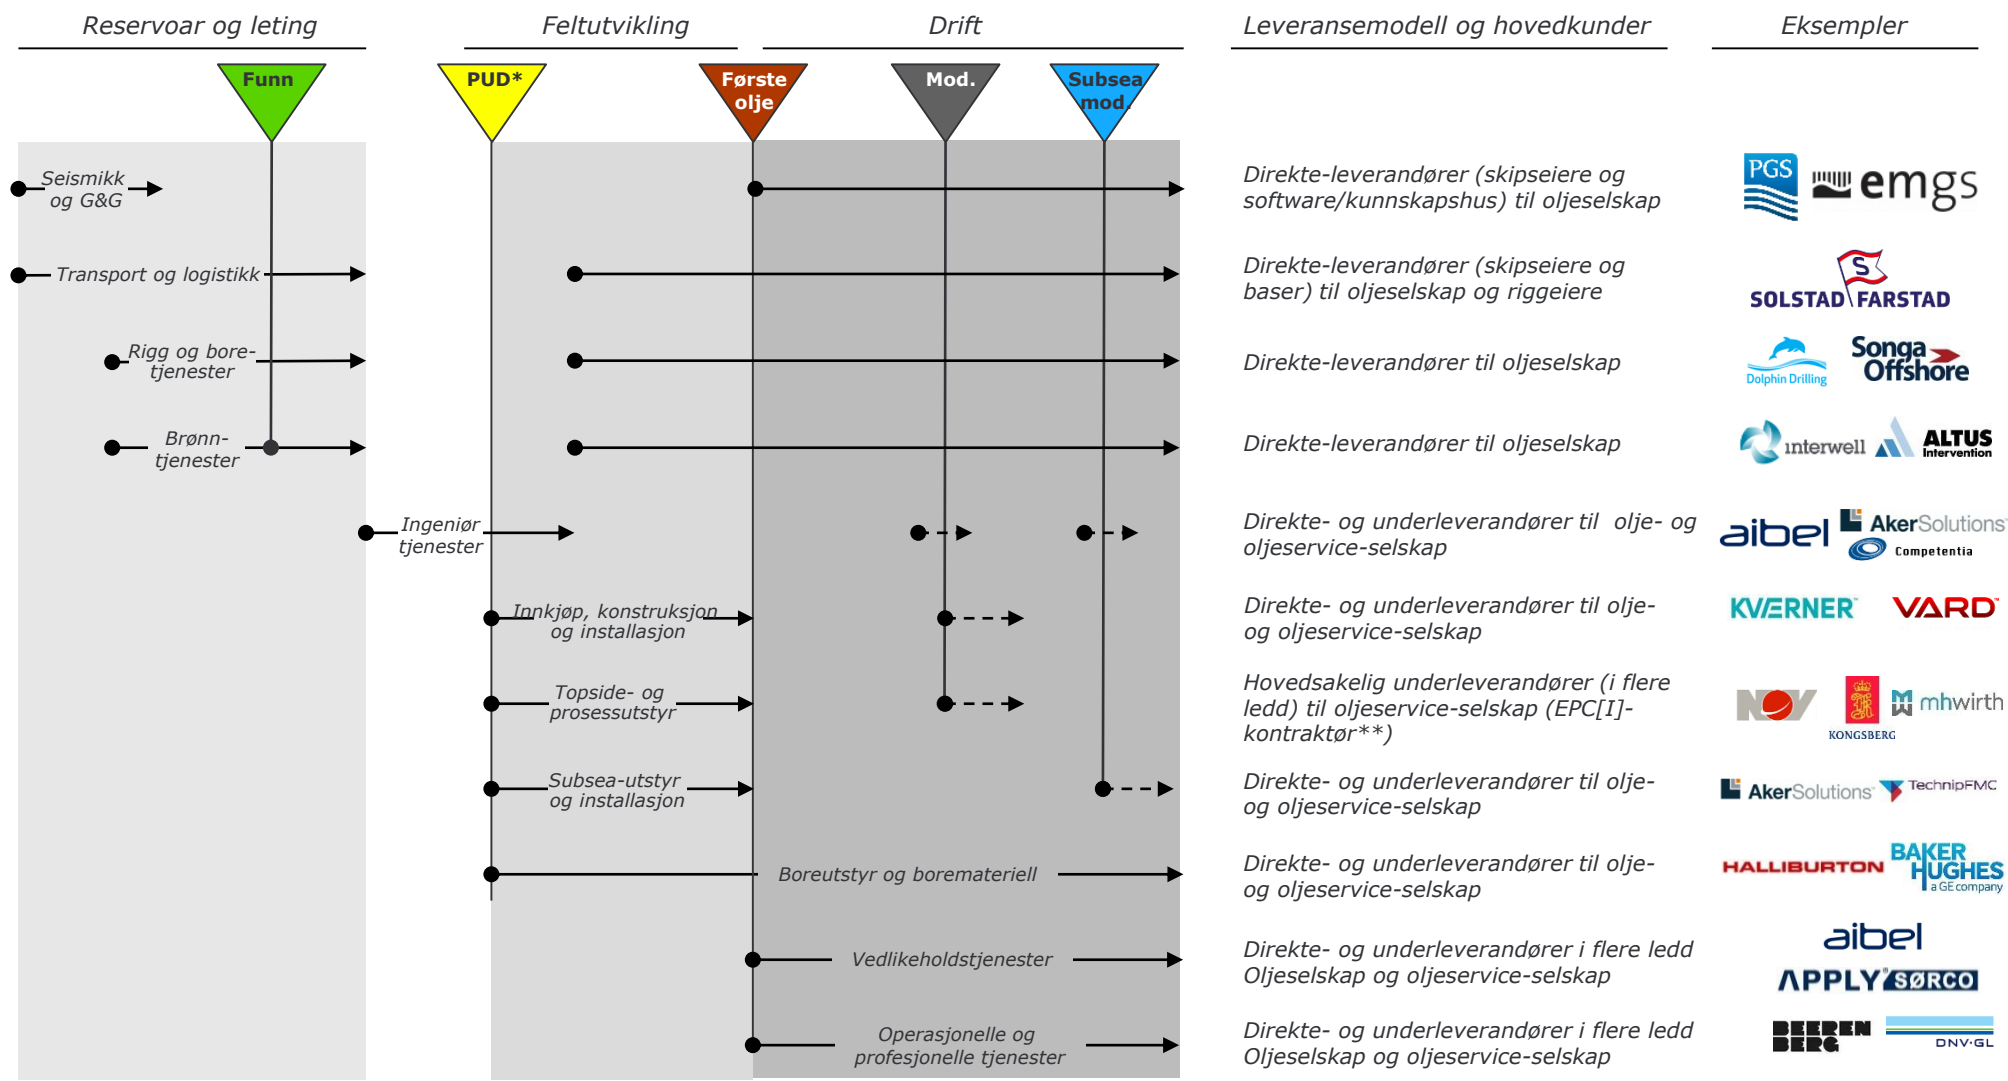 Reservoar og leting
Feltutvikling
Drift
Leveransemodell og hovedkunder
Eksempler
Funn
PUD*
Første
olje
Mod.
Subsea
mod.
Seismikk
og G&G
Direkte-leverandører (skipseiere og
software/kunnskapshus) til oljeselskap
PGS
emgs
Transport og logistikk
Direkte-leverandører (skipseiere og
baser) til oljeselskap og riggeiere
S
SOLSTAD FARSTAD
Rigg og bore-
tjenester
Direkte-leverandører til oljeselskap
Dolphin Drilling
Songa
Offshore
Brønn-
tjenester
Direkte-leverandører til oljeselskap
interwell
ALTUS
Intervention
Ingeniør
tjenester
Direkte- og underleverandører til olje- og
oljeservice-selskap
aibel
AkerSolutions
Competentia
Innkjøp, konstruksjon
og installasjon
Direkte- og underleverandører til olje-
og oljeservice-selskap
KVÆRNER™
VARD™
Topside- og
prosessutstyr
Hovedsakelig underleverandører (i flere
ledd) til oljeservice-selskap (EPC[I]-
kontraktør**)
NOV
KONGSBERG
mhwirth
Subsea-utstyr
og installasjon
Direkte- og underleverandører til olje-
og oljeservice-selskap
AkerSolutions
TechnipFMC
Boreutstyr og boremateriell
Direkte- og underleverandører til olje-
og oljeservice-selskap
HALLIBURTON
BAKER
HUGHES
a GE company
Vedlikeholdstjenester
Direkte- og underleverandører i flere ledd
Oljeselskap og oljeservice-selskap
aibel
APPLY SØRCO
Operasjonelle og
profesjonelle tjenester
Direkte- og underleverandører i flere ledd
Oljeselskap og oljeservice-selskap
BEEREN
BERG
DNV·GL